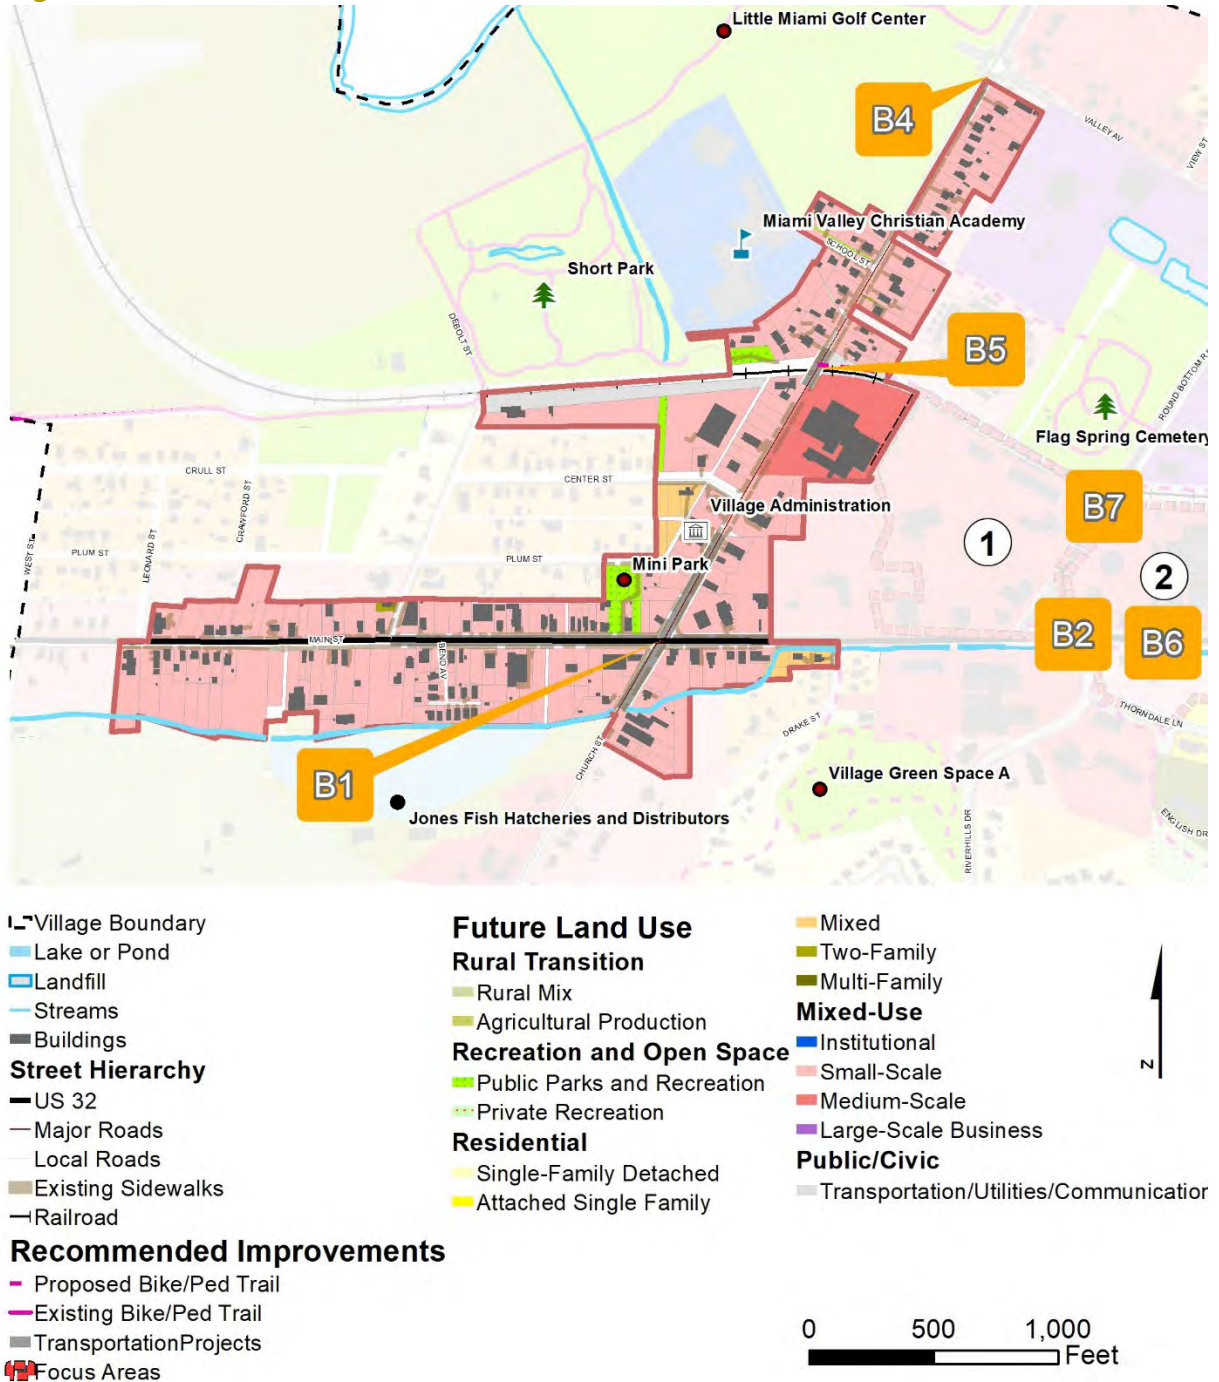 Little Miami Golf Center
B4
VALLEY AV
VIEW ST
Miami Valley Christian Academy
SCHOOL ST
Short Park
DEBOLT ST
B5
ROUND BOTTOM R
Flag Spring Cemetery
CRULL ST
CRAWFORD ST
CENTER ST
Village Administration
B7
1
WEST ST
PLUM ST
LEONARD ST
PLUM ST
Mini Park
2
MAIN ST
BEND AV
B2
B6
THORNDALE LN
DRAKE ST
CHURCH ST
B1
Village Green Space A
Jones Fish Hatcheries and Distributors
RIVERHILLS DR
ENGLISH DR
Village Boundary
Lake or Pond
Landfill
Streams
Buildings
Street Hierarchy
US 32
Major Roads
Local Roads
Existing Sidewalks
Railroad
Recommended Improvements
Proposed Bike/Ped Trail
Existing Bike/Ped Trail
TransportationProjects
Focus Areas
Future Land Use
Rural Transition
Rural Mix
Agricultural Production
Recreation and Open Space
Public Parks and Recreation
Private Recreation
Residential
Single-Family Detached
Attached Single Family
Mixed
Two-Family
Multi-Family
Mixed-Use
Institutional
Small-Scale
Medium-Scale
Large-Scale Business
Public/Civic
Transportation/Utilities/Communication
N
0 500 1,000
Feet